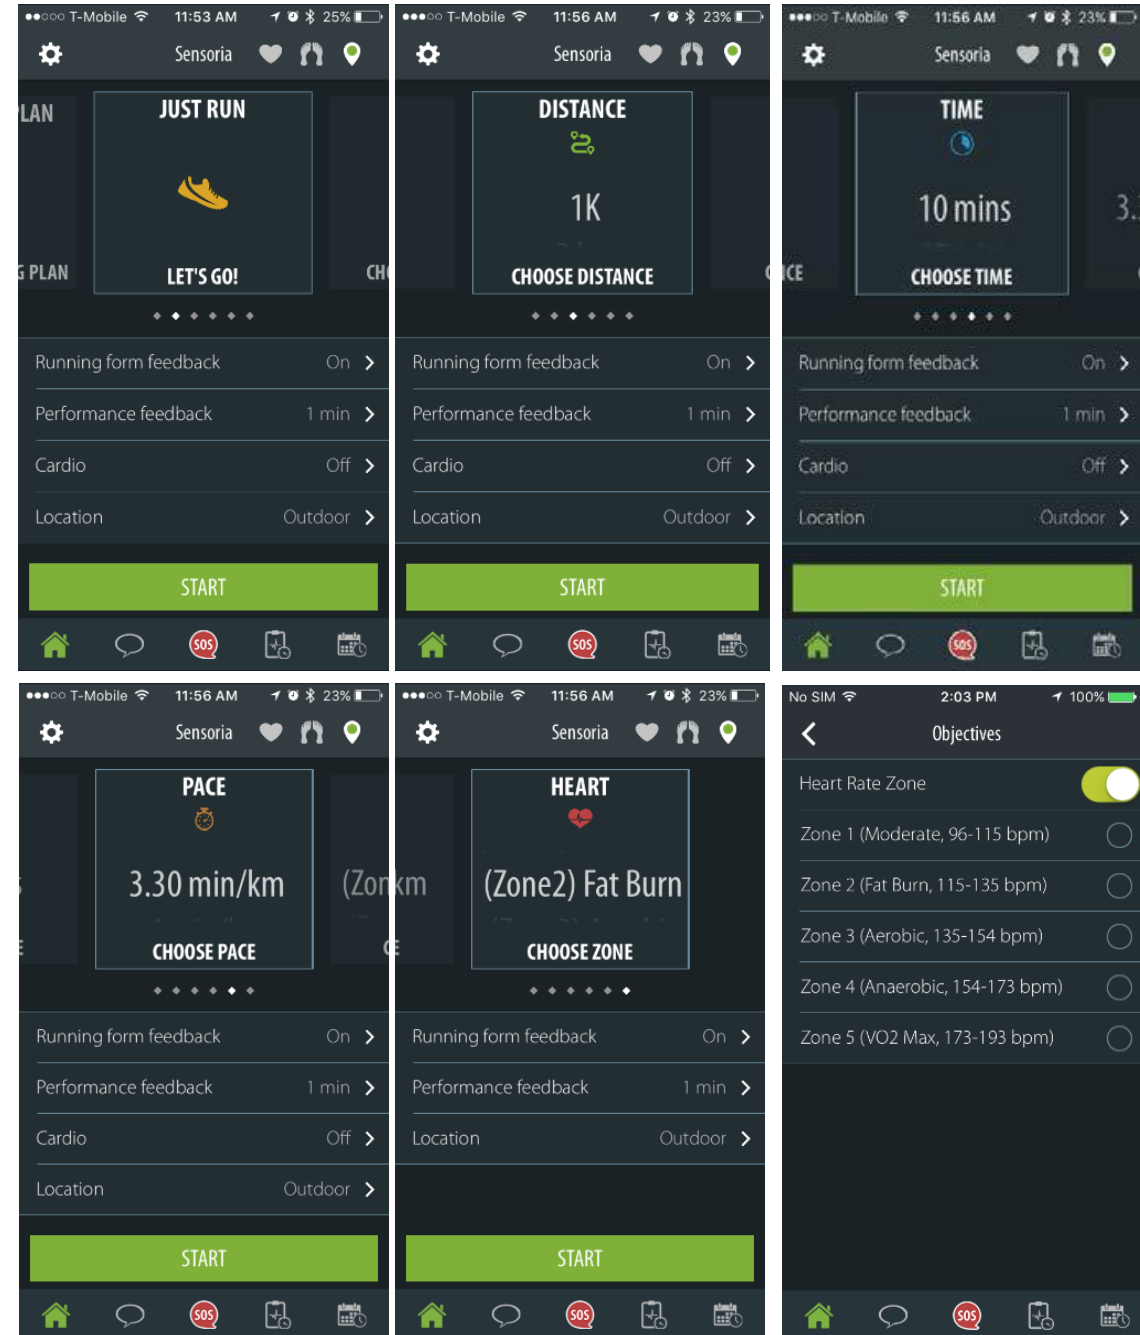 T-Mobile 11:53 AM 25%
Sensoria
PLAN
JUST RUN
G PLAN
LET'S GO!
CH
Running form feedback On
Performance feedback 1 min
Cardio Off
Location Outdoor
START
SOS
T-Mobile 11:56 AM 23%
Sensoria
DISTANCE
1K
CHOOSE DISTANCE
Running form feedback On
Performance feedback 1 min
Cardio Off
Location Outdoor
START
SOS
T-Mobile 11:56 AM 23%
Sensoria
TIME
10 mins
3.
NCE
CHOOSE TIME
Running form feedback On
Performance feedback 1 min
Cardio Off
Location Outdoor
START
SOS
T-Mobile 11:56 AM 23%
Sensoria
PACE
3.30 min/km
(Zon
CHOOSE PACE
Running form feedback On
Performance feedback 1 min
Cardio Off
Location Outdoor
START
SOS
T-Mobile 11:56 AM 23%
Sensoria
HEART
km
(Zone2) Fat Burn
E
CHOOSE ZONE
Running form feedback On
Performance feedback 1 min
Location Outdoor
START
SOS
No SIM 2:03 PM 100%
Objectives
Heart Rate Zone
Zone 1 (Moderate, 96-115 bpm)
Zone 2 (Fat Burn, 115-135 bpm)
Zone 3 (Aerobic, 135-154 bpm)
Zone 4 (Anaerobic, 154-173 bpm)
Zone 5 (VO2 Max, 173-193 bpm)
SOS